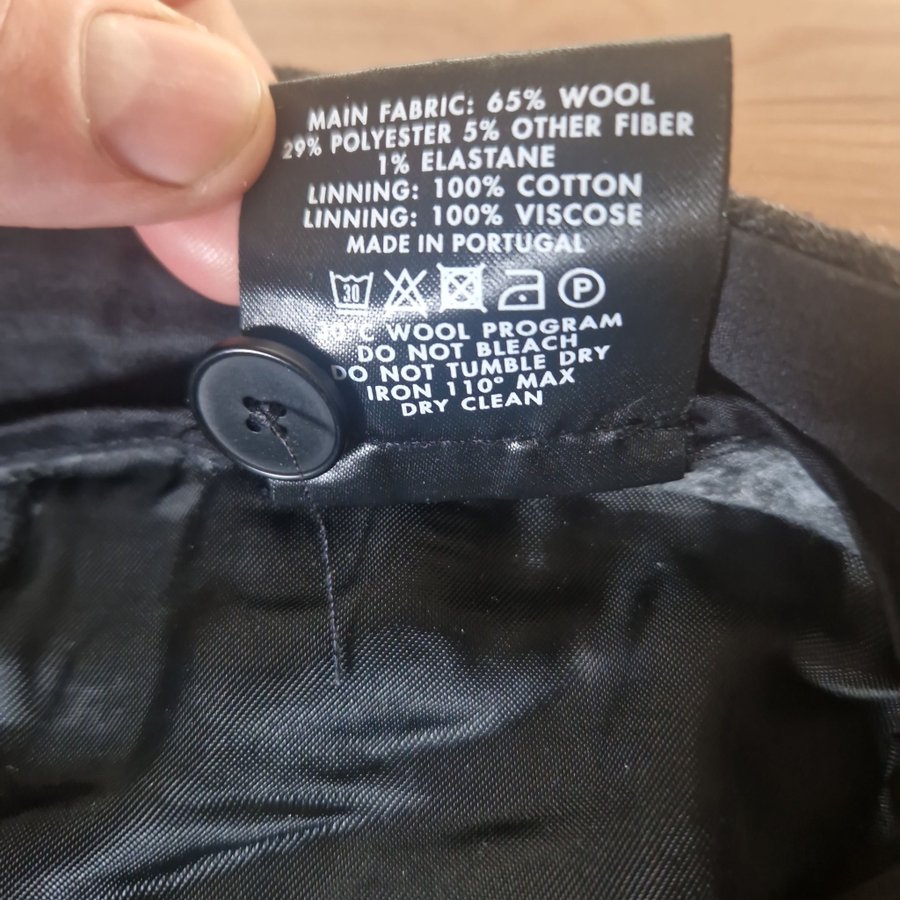 MAIN FABRIC: 65% WOOL
29% POLYESTER 5% OTHER FIBER
1% ELASTANE
LINNING: 100% COTTON
LINNING: 100% VISCOSE
MADE IN PORTUGAL
30 P
30°C WOOL PROGRAM
DO NOT BLEACH
DO NOT TUMBLE DRY
IRON 110° MAX
DRY CLEAN